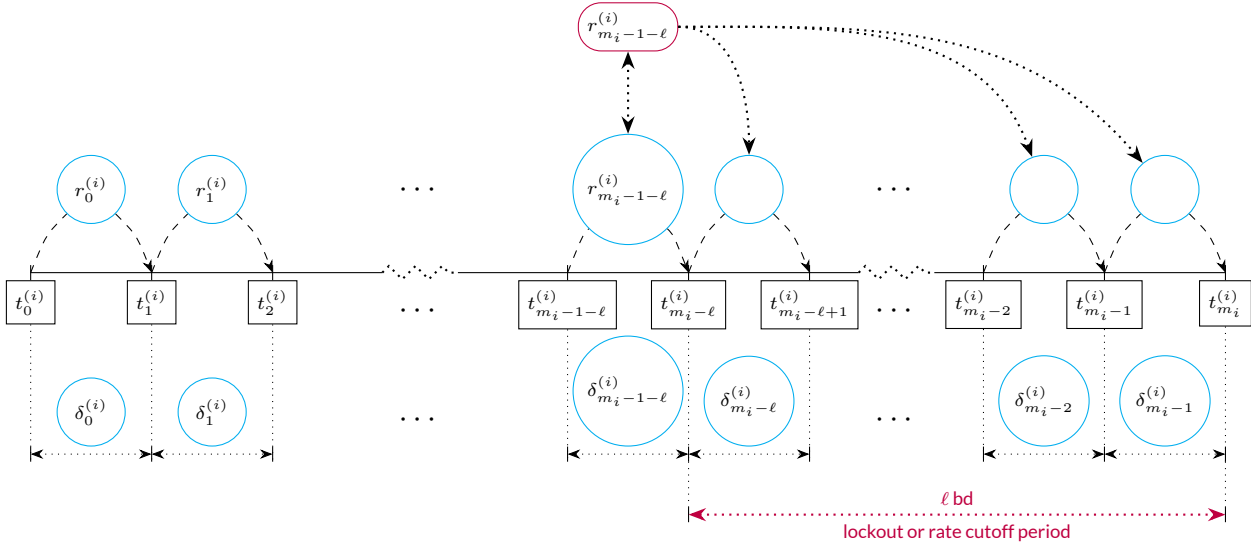 r_{m_i-1-ℓ}^{(i)}
r_0^{(i)} r_1^{(i)} ··· r_{m_i-1-ℓ}^{(i)} ···
t_0^{(i)} t_1^{(i)} t_2^{(i)} ··· t_{m_i-1-ℓ}^{(i)} t_{m_i-ℓ}^{(i)} t_{m_i-ℓ+1}^{(i)} ··· t_{m_i-2}^{(i)} t_{m_i-1}^{(i)} t_{m_i}^{(i)}
δ_0^{(i)} δ_1^{(i)} ··· δ_{m_i-1-ℓ}^{(i)} δ_{m_i-ℓ}^{(i)} ··· δ_{m_i-2}^{(i)} δ_{m_i-1}^{(i)}
ℓ bd
lockout or rate cutoff period